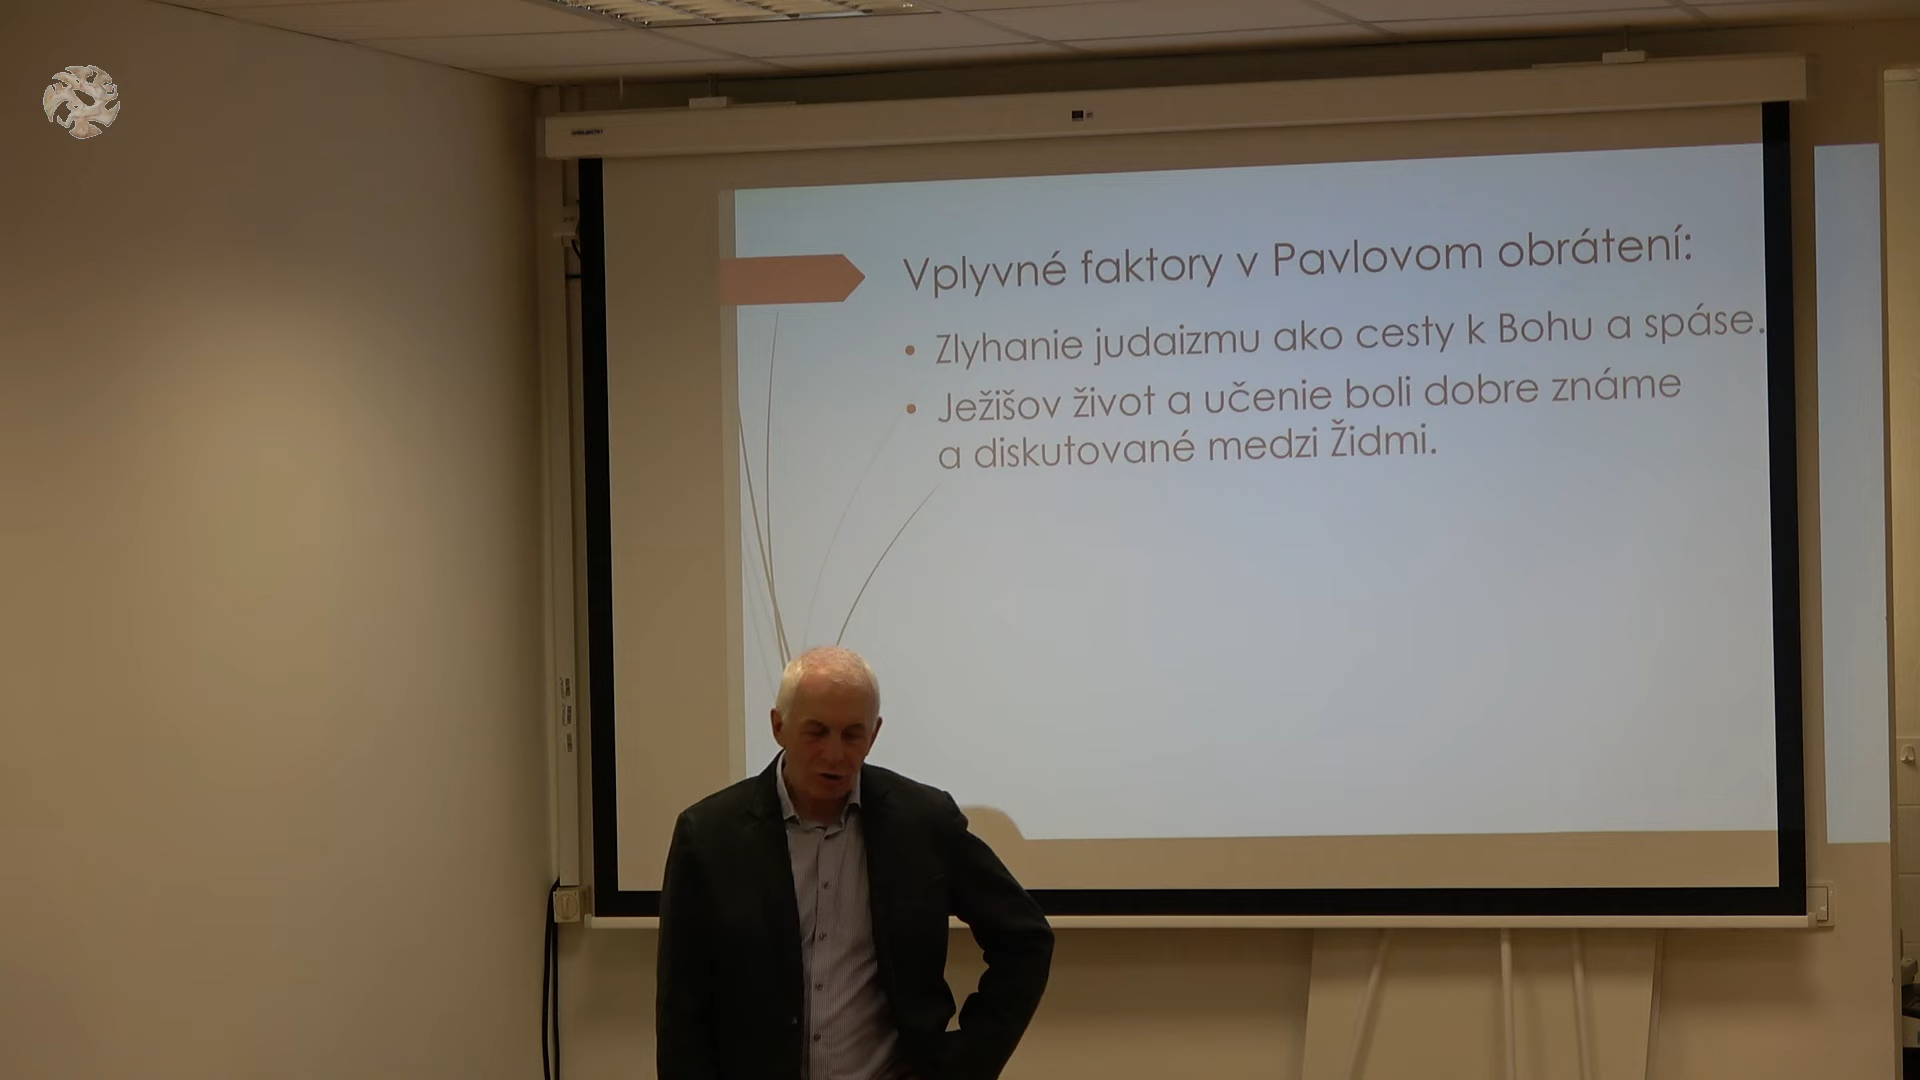 Vplyvné faktory v Pavlovom obrátení:
• Zlyhanie judaizmu ako cesty k Bohu a spáse.
• Ježišov život a učenie boli dobre známe
a diskutované medzi Židmi.